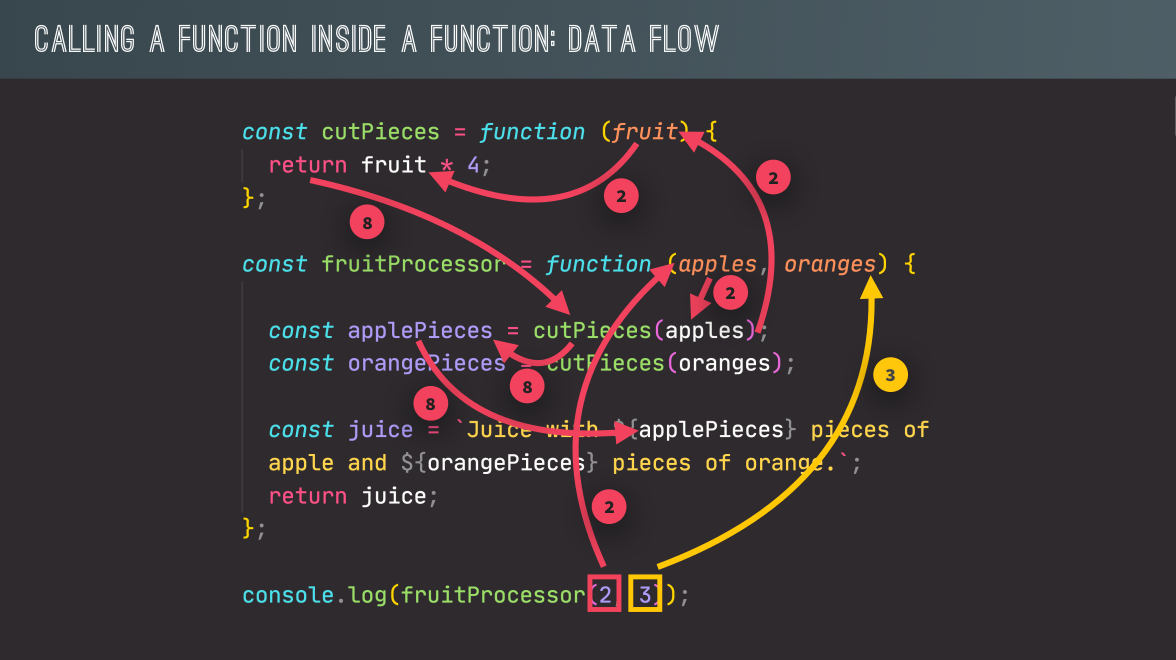 CALLING A FUNCTION INSIDE A FUNCTION: DATA FLOW
const cutPieces = function (fruit) {
return fruit * 4;
};
2
2
8
const fruitProcessor = function (apples, oranges) {
2
const applePieces = cutPieces(apples);
const orangePieces = cutPieces(oranges);
3
8
8
const juice = `Juice with ${applePieces} pieces of
apple and ${orangePieces} pieces of orange.`;
return juice;
2
};
console.log(fruitProcessor(2, 3));